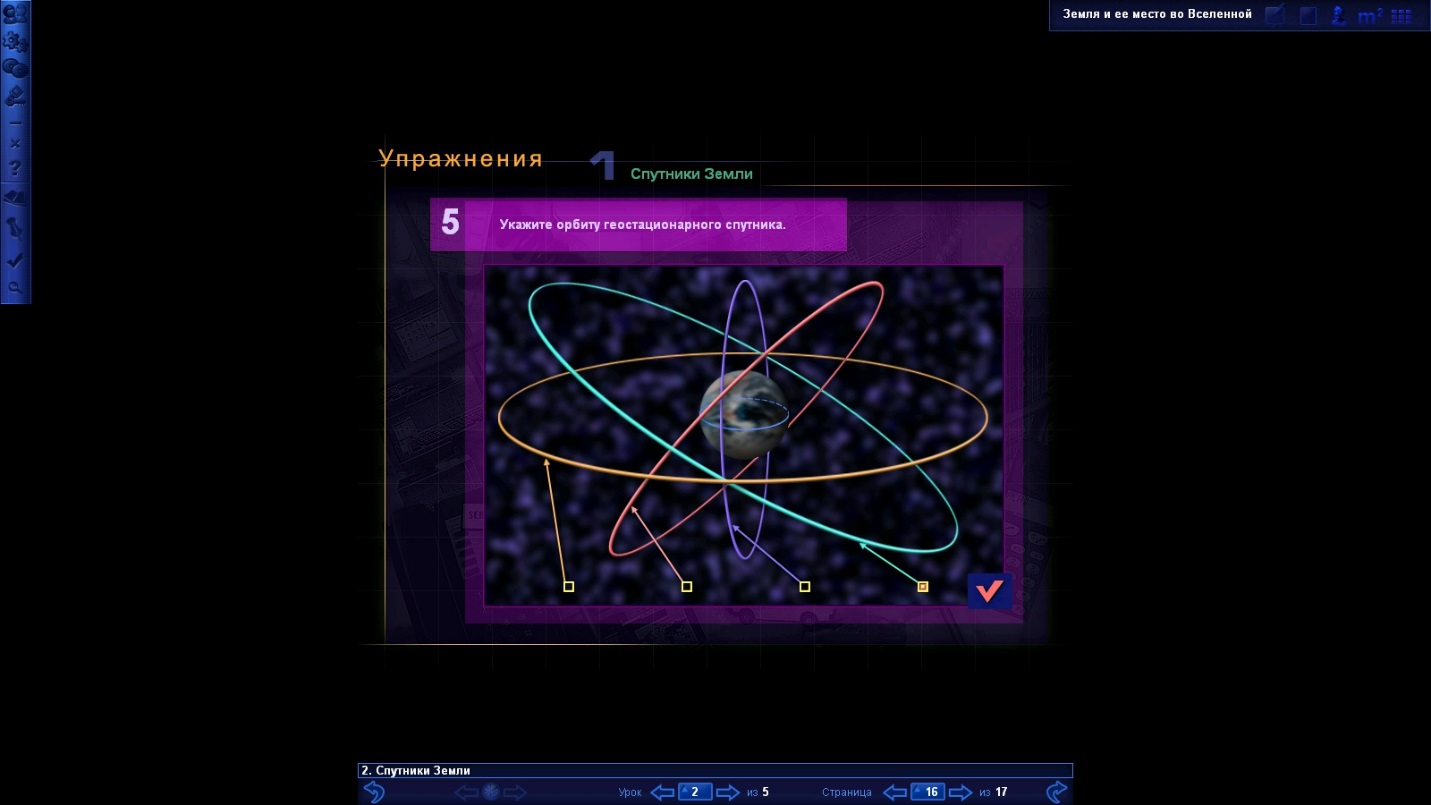 Земля и ее место во Вселенной
m²
?
Упражнения
1
Спутники Земли
5
Укажите орбиту геостационарного спутника.
2. Спутники Земли
Урок 2 из 5 Страница 16 из 17